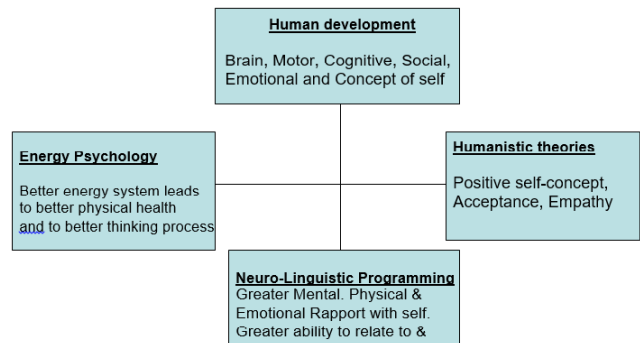 Human development
Brain, Motor, Cognitive, Social,
Emotional and Concept of self
Energy Psychology
Better energy system leads
to better physical health
and to better thinking process
Humanistic theories
Positive self-concept,
Acceptance, Empathy
Neuro-Linguistic Programming
Greater Mental. Physical &
Emotional Rapport with self.
Greater ability to relate to &